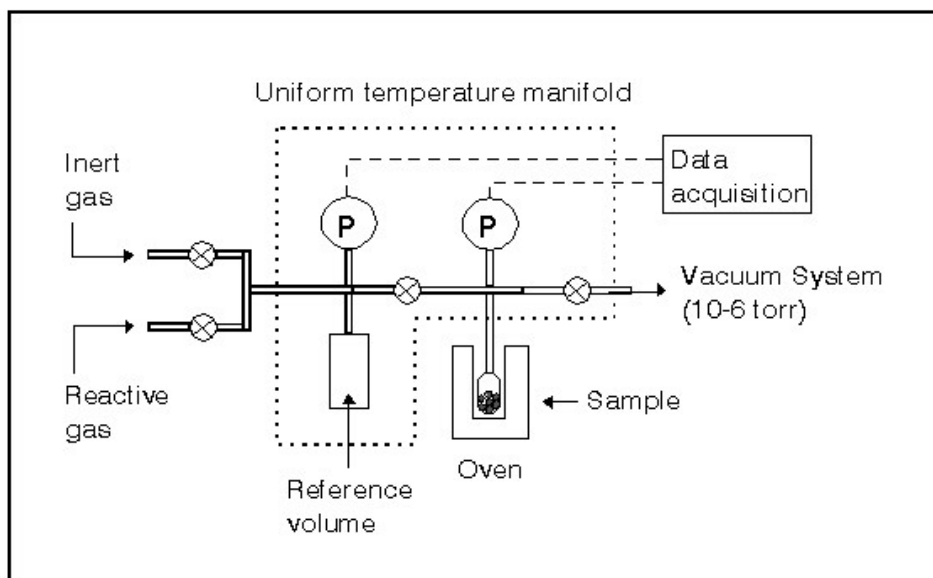 Uniform temperature manifold
Inert
gas
Data
acquisition
P
P
Vacuum System
(10-6 torr)
Reactive
gas
Sample
Oven
Reference
volume